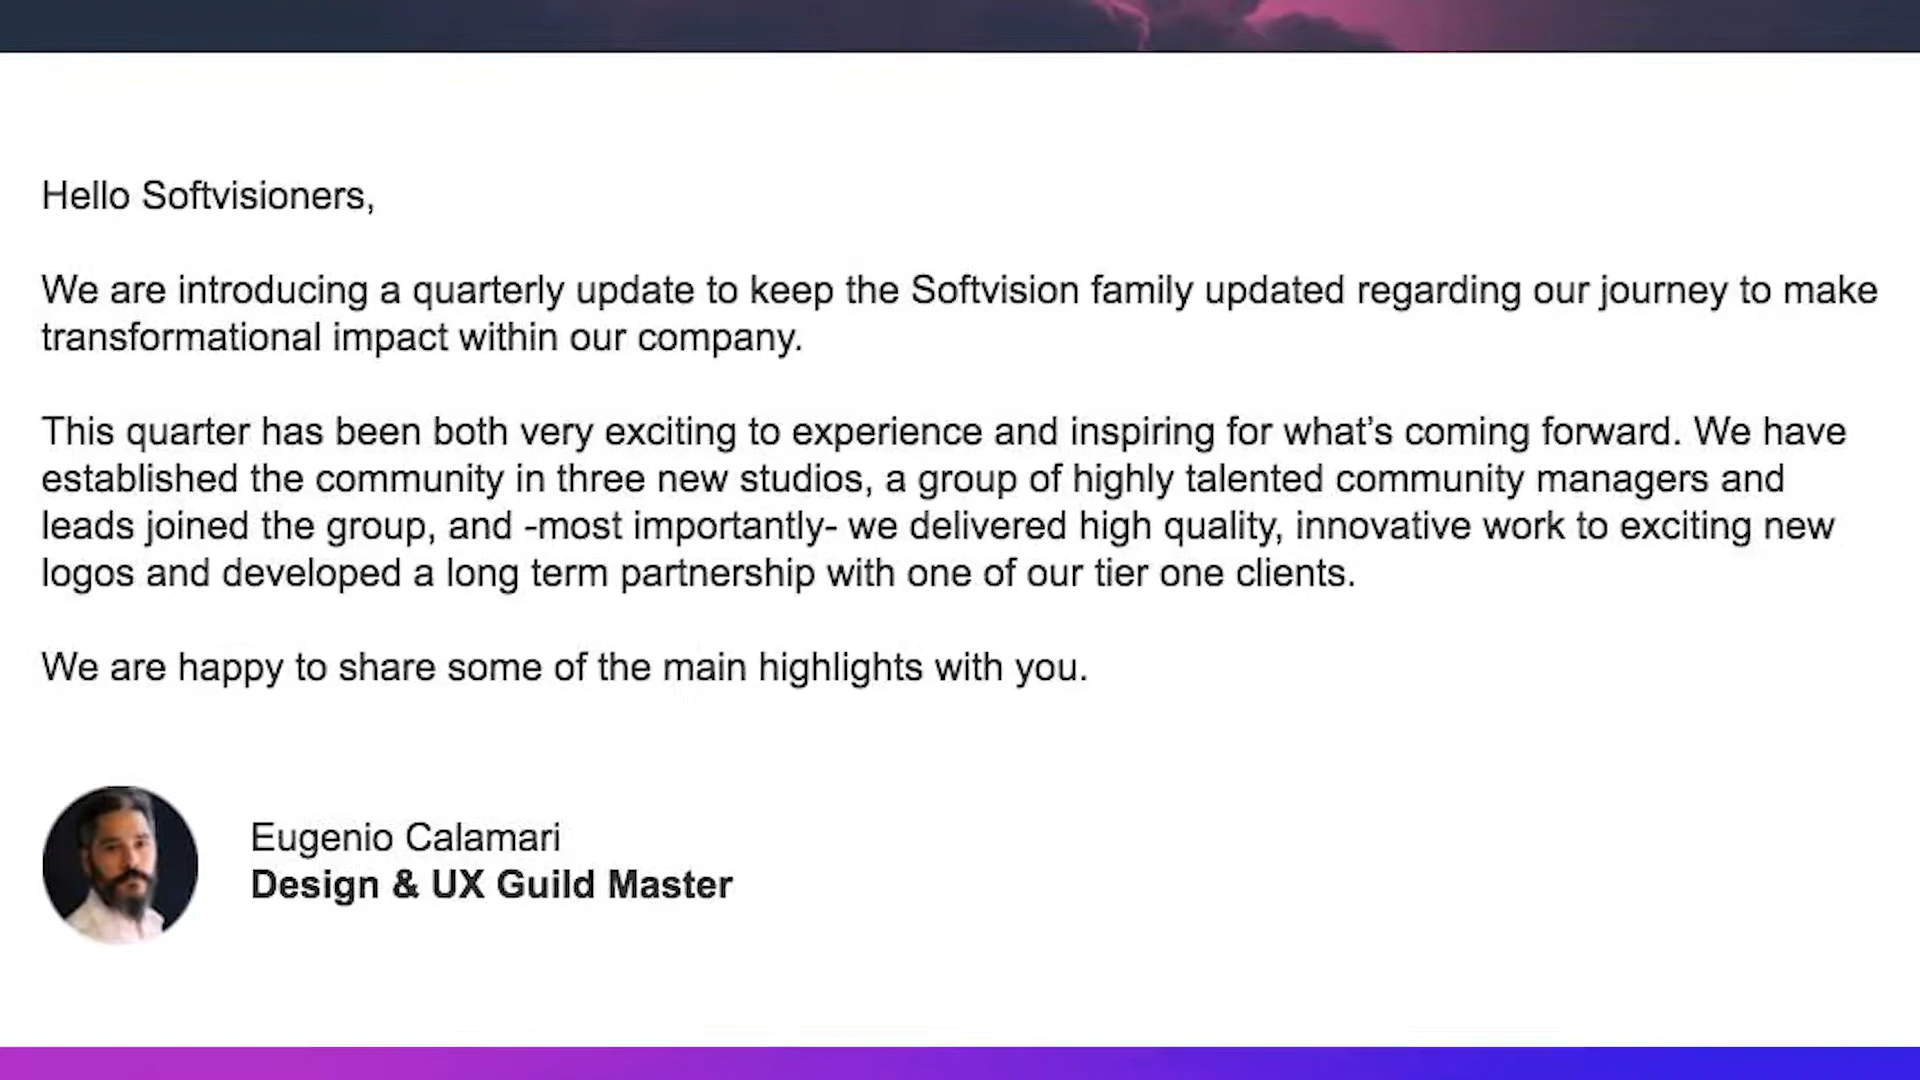 Hello Softvisioners,
We are introducing a quarterly update to keep the Softvision family updated regarding our journey to make
transformational impact within our company.
This quarter has been both very exciting to experience and inspiring for what’s coming forward. We have
established the community in three new studios, a group of highly talented community managers and
leads joined the group, and -most importantly- we delivered high quality, innovative work to exciting new
logos and developed a long term partnership with one of our tier one clients.
We are happy to share some of the main highlights with you.
Eugenio Calamari
Design & UX Guild Master